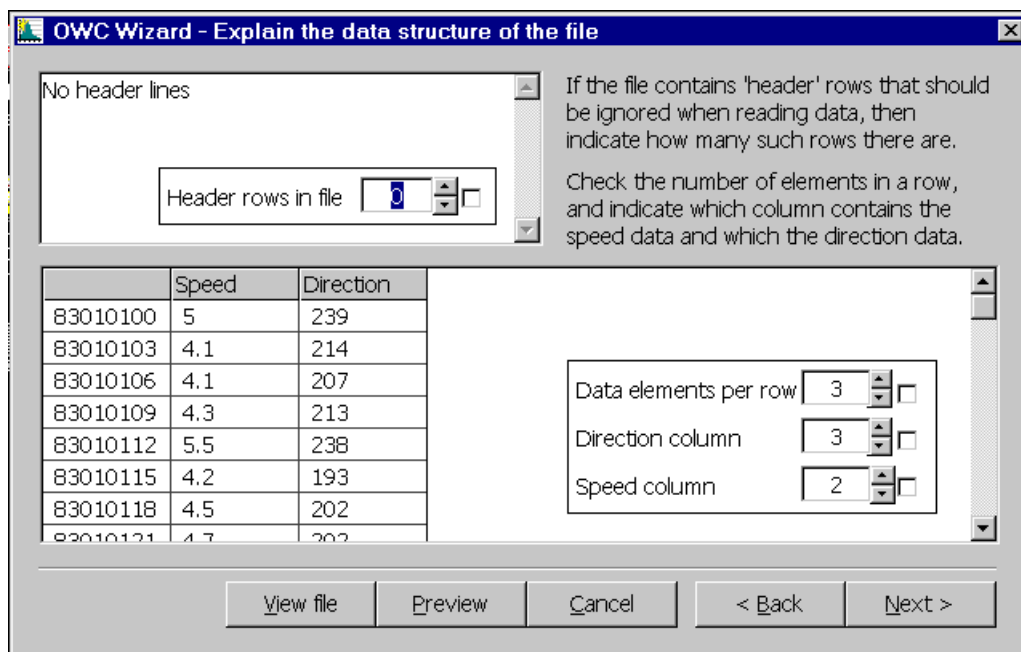 OWC Wizard - Explain the data structure of the file
No header lines
Header rows in file 0
If the file contains 'header' rows that should
be ignored when reading data, then
indicate how many such rows there are.
Check the number of elements in a row,
and indicate which column contains the
speed data and which the direction data.
Speed Direction
83010100 5 239
83010103 4.1 214
83010106 4.1 207
83010109 4.3 213
83010112 5.5 238
83010115 4.2 193
83010118 4.5 202
83010121 4.7 202
Data elements per row 3
Direction column 3
Speed column 2
View file Preview Cancel < Back Next >